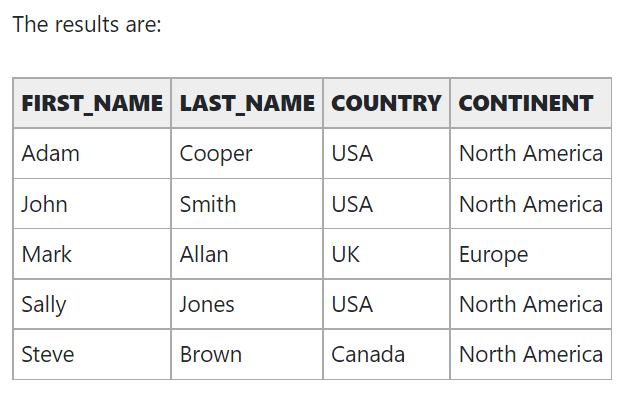 The results are:
FIRST_NAME LAST_NAME COUNTRY CONTINENT
Adam Cooper USA North America
John Smith USA North America
Mark Allan UK Europe
Sally Jones USA North America
Steve Brown Canada North America